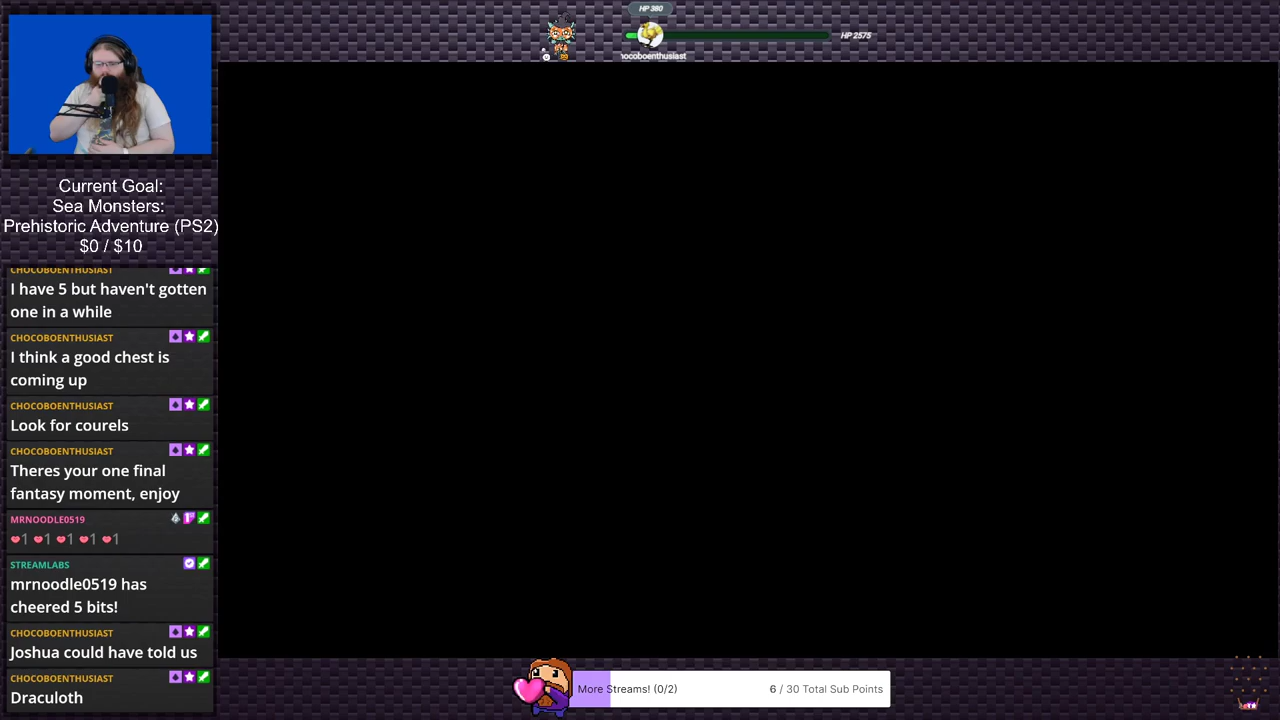 HP 380
HP 2575
hocoboenthusiast
Current Goal:
Sea Monsters:
Prehistoric Adventure (PS2)
$0 / $10
CHOCOBOENTHUSIAST
I have 5 but haven't gotten
one in a while
CHOCOBOENTHUSIAST
I think a good chest is
coming up
CHOCOBOENTHUSIAST
Look for courels
CHOCOBOENTHUSIAST
Theres your one final
fantasy moment, enjoy
MRNOODLE0519
1 1 1 1 1
STREAMLABS
mrnoodle0519 has
cheered 5 bits!
CHOCOBOENTHUSIAST
Joshua could have told us
CHOCOBOENTHUSIAST
Draculoth
More Streams! (0/2) 6 / 30 Total Sub Points